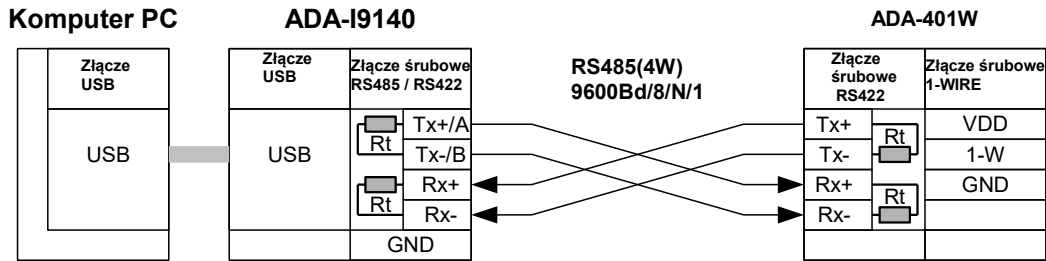 Komputer PC
ADA-I9140
ADA-401W
Złącze
USB
Złącze
USB
Złącze śrubowe
RS485 / RS422
RS485(4W)
9600Bd/8/N/1
Złącze
śrubowe
RS422
Złącze śrubowe
1-WIRE
USB
USB
Rt
Tx+/A
Tx-/B
Rt
Rx+
Rx-
GND
Tx+
Tx-
Rt
Rx+
Rx-
Rt
VDD
1-W
GND